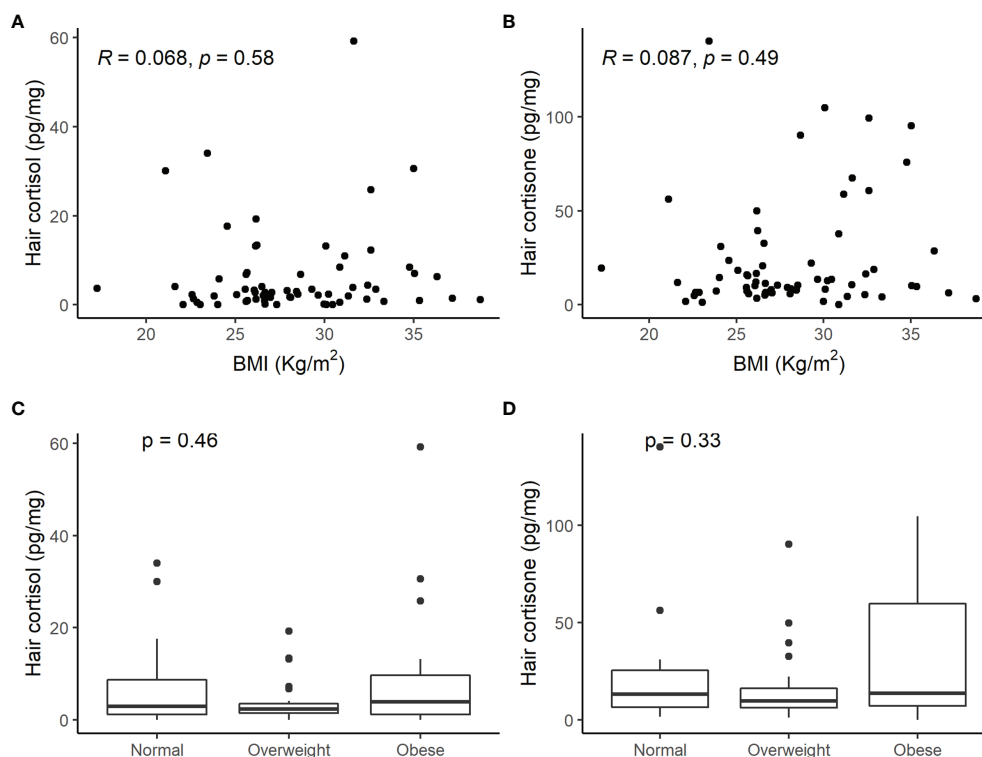 A
R = 0.068, p = 0.58
Hair cortisol (pg/mg)
60
40
20
0
20 25 30 35
BMI (Kg/m²)
B
R = 0.087, p = 0.49
Hair cortisone (pg/mg)
100
50
0
20 25 30 35
BMI (Kg/m²)
C
p = 0.46
Hair cortisol (pg/mg)
60
40
20
0
Normal Overweight Obese
D
p = 0.33
Hair cortisone (pg/mg)
100
50
0
Normal Overweight Obese